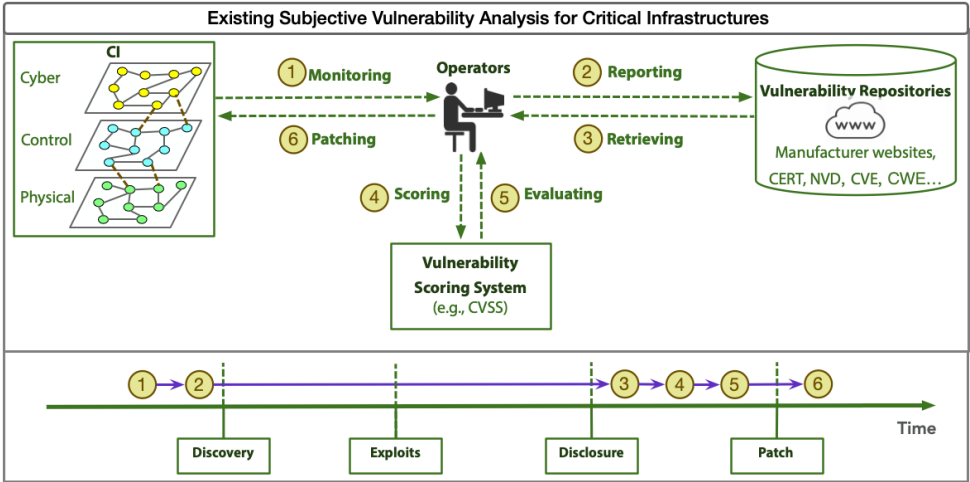 Existing Subjective Vulnerability Analysis for Critical Infrastructures
CI
Cyber
Control
Physical
1 Monitoring
6 Patching
Operators
2 Reporting
3 Retrieving
Vulnerability Repositories
www
Manufacturer websites,
CERT, NVD, CVE, CWE...
4 Scoring
5 Evaluating
Vulnerability
Scoring System
(e.g., CVSS)
1 2 3 4 5 6
Time
Discovery Exploits Disclosure Patch